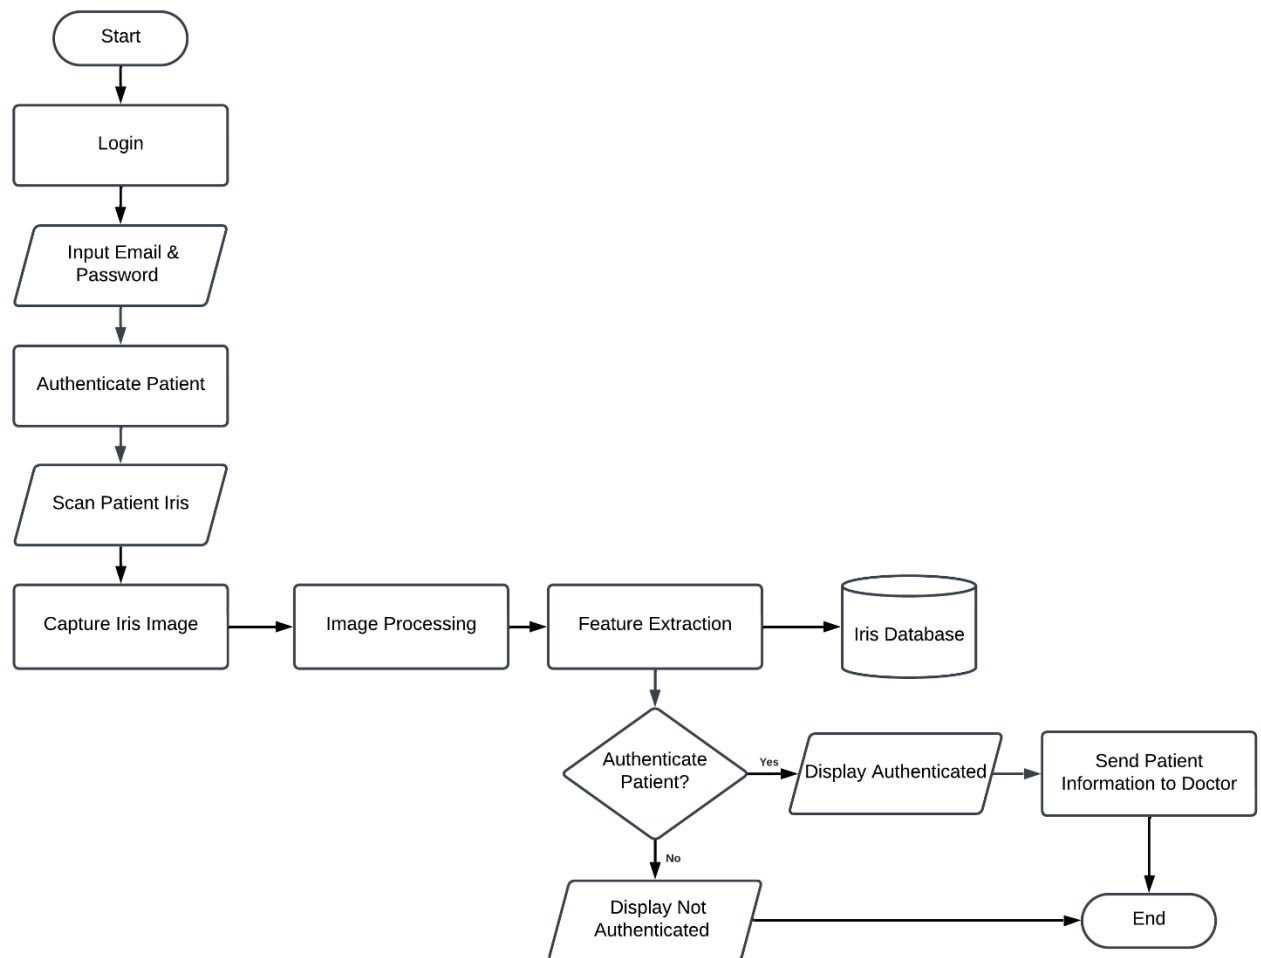 Start
Login
Input Email &
Password
Authenticate Patient
Scan Patient Iris
Capture Iris Image
Image Processing
Feature Extraction
Iris Database
Authenticate
Patient?
Yes
Display Authenticated
Send Patient
Information to Doctor
No
Display Not
Authenticated
End